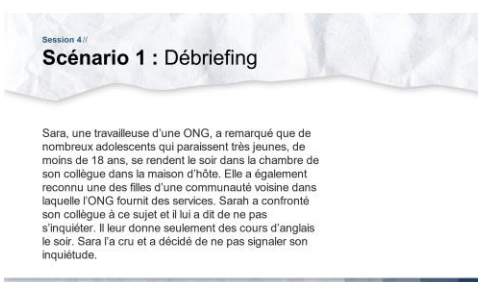 Session 4//
Scénario 1 : Débriefing
Sara, une travailleuse d'une ONG, a remarqué que de
nombreux adolescents qui paraissent très jeunes, de
moins de 18 ans, se rendent le soir dans la chambre de
son collègue dans la maison d'hôte. Elle a également
reconnu une des filles d'une communauté voisine dans
laquelle l'ONG fournit des services. Sarah a confronté
son collègue à ce sujet et il lui a dit de ne pas
s'inquiéter. Il leur donne seulement des cours d'anglais
le soir. Sara l'a cru et a décidé de ne pas signaler son
inquiétude.